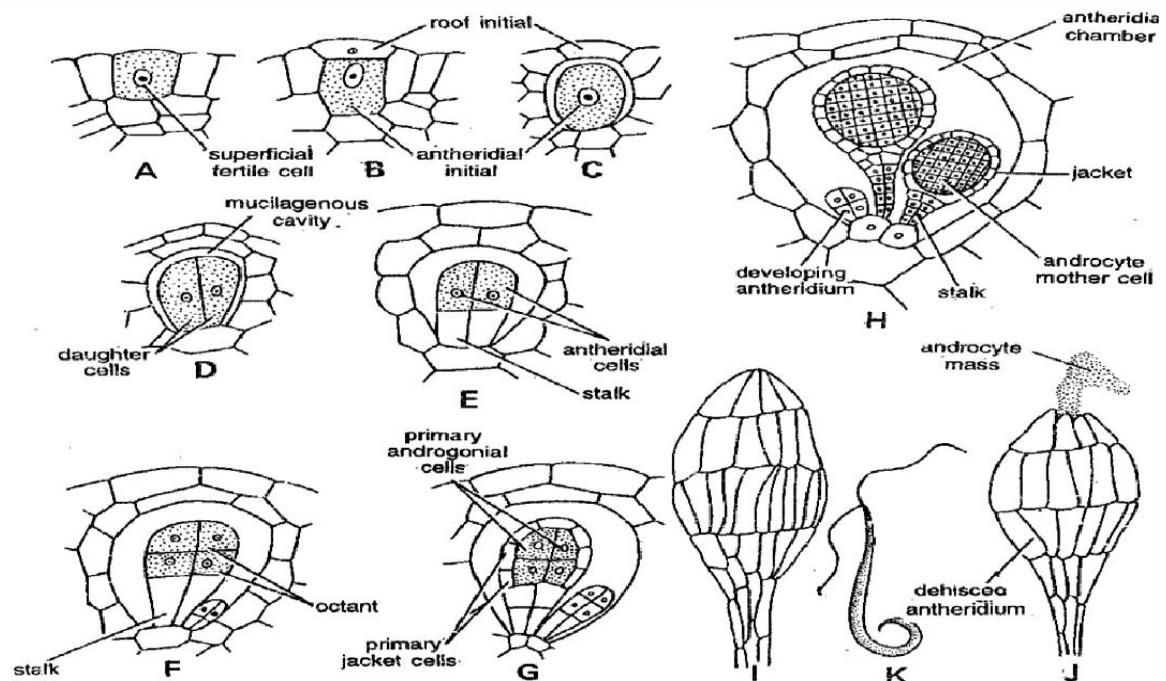 roof initial
antheridia
chamber
superficial
fertile cell
antheridial
initial
A
B
C
jacket
mucilagenous
cavity
developing
antheridium
stalk
androcyte
mother cell
H
daughter
cells
D
antheridial
cells
E
stalk
androcyte
mass
primary
androgonial
cells
octant
stalk
F
primary
jacket cells
G
dehisced
antheridium
I
K
J